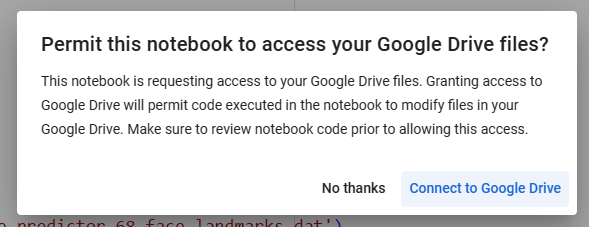 Permit this notebook to access your Google Drive files?
This notebook is requesting access to your Google Drive files. Granting access to
Google Drive will permit code executed in the notebook to modify files in your
Google Drive. Make sure to review notebook code prior to allowing this access.
No thanks
Connect to Google Drive
predictor_68_face_landmarks.dat')